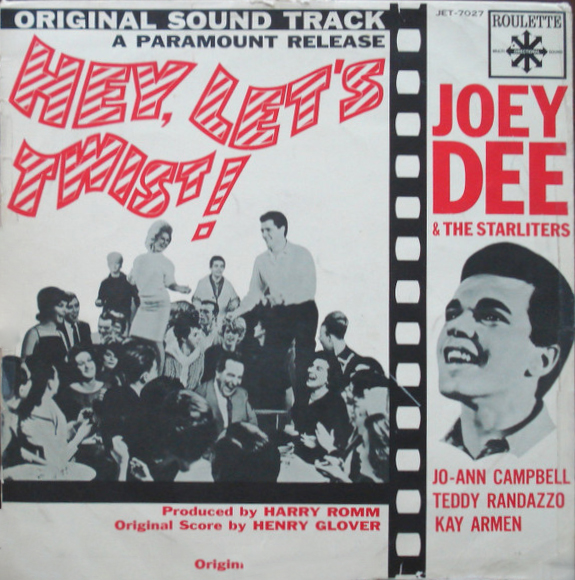 ORIGINAL SOUND TRACK
A PARAMOUNT RELEASE
HEY, LET'S
TWIST!
JET-7027
ROULETTE
JOEY
DEE
& THE STARLITERS
JO-ANN CAMPBELL
TEDDY RANDAZZO
KAY ARMEN
Produced by HARRY ROMM
Original Score by HENRY GLOVER